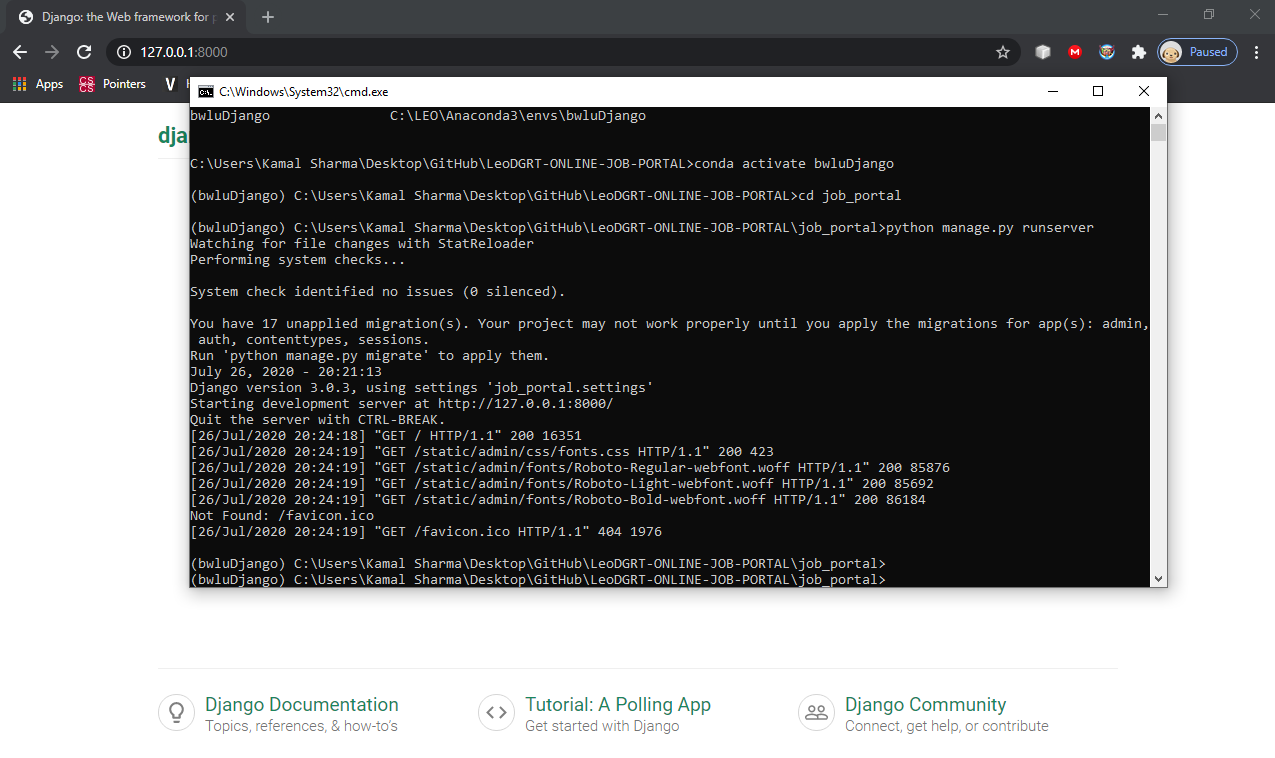 Django: the Web framework for p
127.0.0.1:8000
Paused
Apps
Pointers
C:\Windows\System32\cmd.exe
bwluDjango               C:\LEO\Anaconda3\envs\bwluDjango
dja
C:\Users\Kamal Sharma\Desktop\GitHub\LeoDGRT-ONLINE-JOB-PORTAL>conda activate bwluDjango
(bwluDjango) C:\Users\Kamal Sharma\Desktop\GitHub\LeoDGRT-ONLINE-JOB-PORTAL>cd job_portal
(bwluDjango) C:\Users\Kamal Sharma\Desktop\GitHub\LeoDGRT-ONLINE-JOB-PORTAL\job_portal>python manage.py runserver
Watching for file changes with StatReloader
Performing system checks...
System check identified no issues (0 silenced).
You have 17 unapplied migration(s). Your project may not work properly until you apply the migrations for app(s): admin,
auth, contenttypes, sessions.
Run 'python manage.py migrate' to apply them.
July 26, 2020 - 20:21:13
Django version 3.0.3, using settings 'job_portal.settings'
Starting development server at http://127.0.0.1:8000/
Quit the server with CTRL-BREAK.
[26/Jul/2020 20:24:18] "GET / HTTP/1.1" 200 16351
[26/Jul/2020 20:24:19] "GET /static/admin/css/fonts.css HTTP/1.1" 200 423
[26/Jul/2020 20:24:19] "GET /static/admin/fonts/Roboto-Regular-webfont.woff HTTP/1.1" 200 85876
[26/Jul/2020 20:24:19] "GET /static/admin/fonts/Roboto-Light-webfont.woff HTTP/1.1" 200 85692
[26/Jul/2020 20:24:19] "GET /static/admin/fonts/Roboto-Bold-webfont.woff HTTP/1.1" 200 86184
Not Found: /favicon.ico
[26/Jul/2020 20:24:19] "GET /favicon.ico HTTP/1.1" 404 1976
(bwluDjango) C:\Users\Kamal Sharma\Desktop\GitHub\LeoDGRT-ONLINE-JOB-PORTAL\job_portal>
(bwluDjango) C:\Users\Kamal Sharma\Desktop\GitHub\LeoDGRT-ONLINE-JOB-PORTAL\job_portal>
Django Documentation
Topics, references, & how-to's
Tutorial: A Polling App
Get started with Django
Django Community
Connect, get help, or contribute